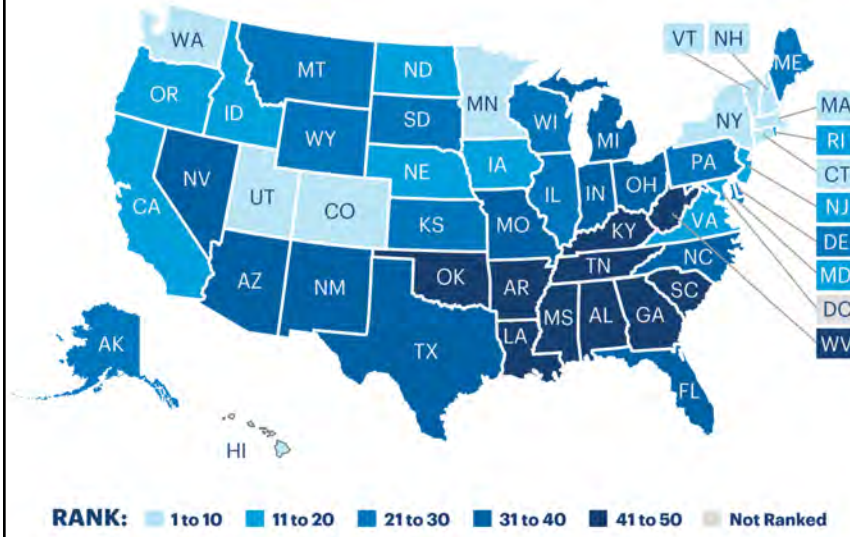 WA
VT NH
MT
ND
ME
OR
MN
MA
ID
NY
SD
WI
RI
WY
MI
CT
IA
PA
NE
NJ
NV
OH
IL
IN
UT
CO
DE
CA
VA
KS
MO
KY
MD
NC
TN
AZ
OK
DC
NM
AR
SC
MS
AL
GA
LA
WV
AK
TX
FL
HI
RANK: 1 to 10 11 to 20 21 to 30 31 to 40 41 to 50 Not Ranked